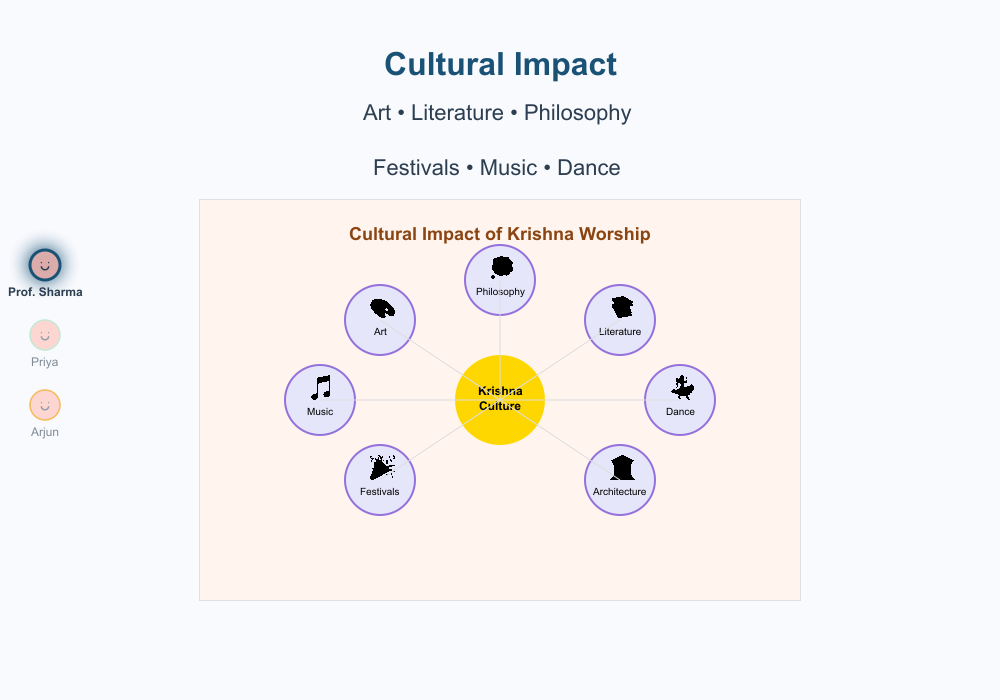 Cultural Impact
Art • Literature • Philosophy
Festivals • Music • Dance
Cultural Impact of Krishna Worship
Philosophy
Art
Literature
Music
Krishna
Culture
Dance
Festivals
Architecture
Prof. Sharma
Priya
Arjun